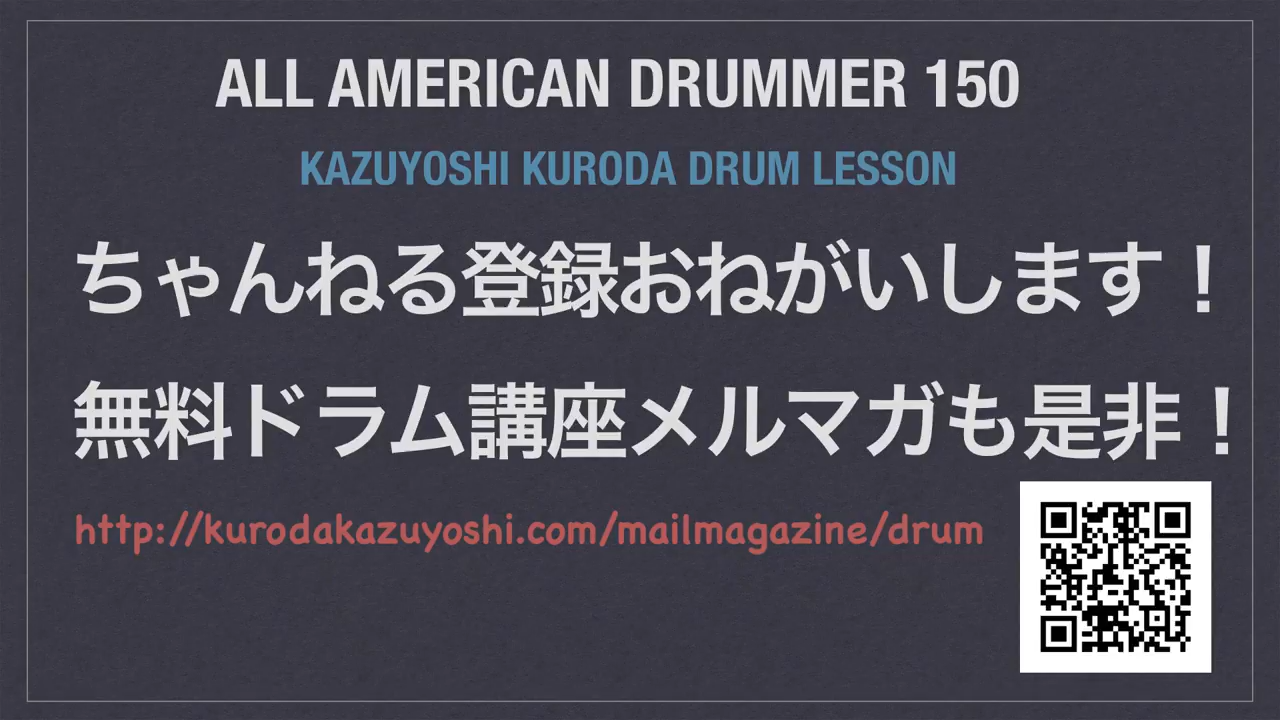 ALL AMERICAN DRUMMER 150
KAZUYOSHI KURODA DRUM LESSON
ちゃんねる登録おねがいします！
無料ドラム講座メルマガも是非！
http://kurodakazuyoshi.com/mailmagazine/drum